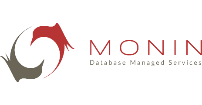 MONIN
Database Managed Services